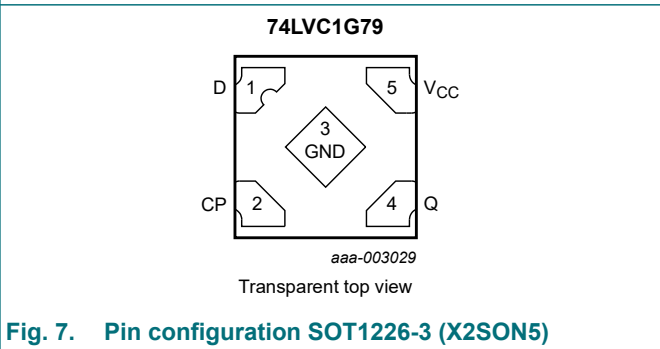 74LVC1G79
D 1 5 VCC
3
GND
CP 2 4 Q
aaa-003029
Transparent top view
Fig. 7. Pin configuration SOT1226-3 (X2SON5)